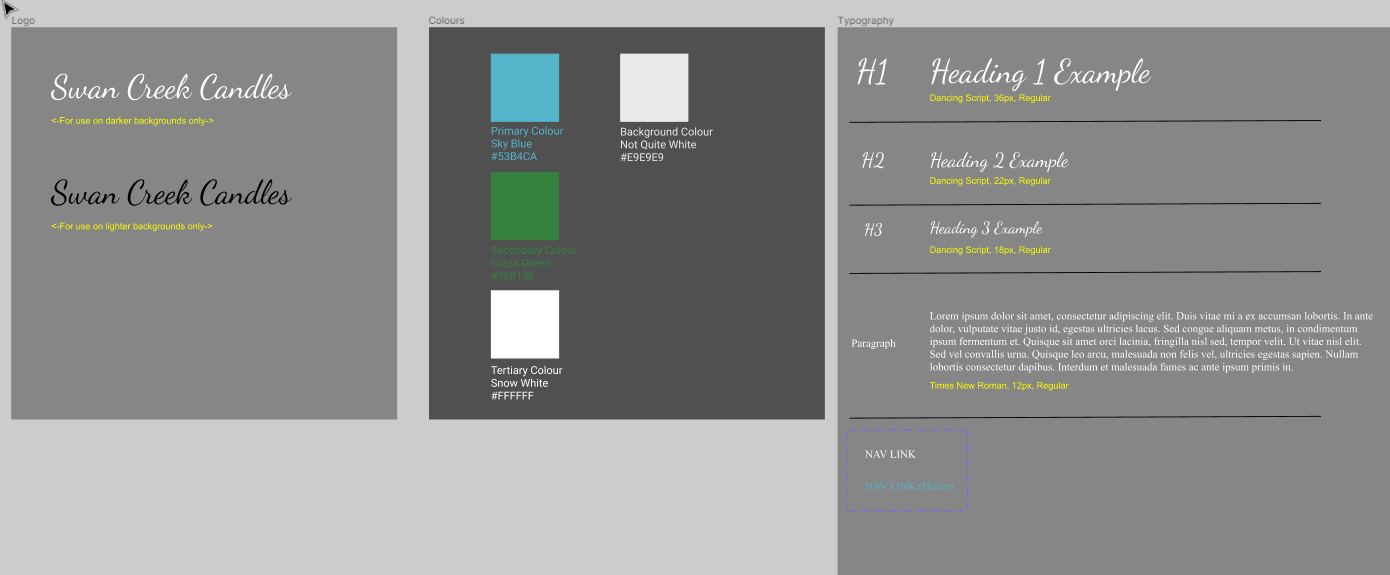 Logo
Swan Creek Candles
<-For use on darker backgrounds only->
Swan Creek Candles
<-For use on lighter backgrounds only->
Colours
Primary Colour
Sky Blue
#53B4CA
Background Colour
Not Quite White
#E9E9E9
Secondary Colour
Grass Green
#36813E
Tertiary Colour
Snow White
#FFFFFF
Typography
H1
Heading 1 Example
Dancing Script, 36px, Regular
H2
Heading 2 Example
Dancing Script, 22px, Regular
H3
Heading 3 Example
Dancing Script, 18px, Regular
Paragraph
Lorem ipsum dolor sit amet, consectetur adipiscing elit. Duis vitae mi a ex accumsan lobortis. In ante
dolor, vulputate vitae justo id, egestas ultricies lacus. Sed congue aliquam metus, in condimentum
ipsum fermentum et. Quisque sit amet orci lacinia, fringilla nisl sed, tempor velit. Ut vitae nisl elit.
Sed vel convallis urna. Quisque leo arcu, malesuada non felis vel, ultricies egestas sapien. Nullam
lobortis consectetur dapibus. Interdum et malesuada fames ac ante ipsum primis in.
Times New Roman, 12px, Regular
NAV LINK
NAV LINK (Hover)